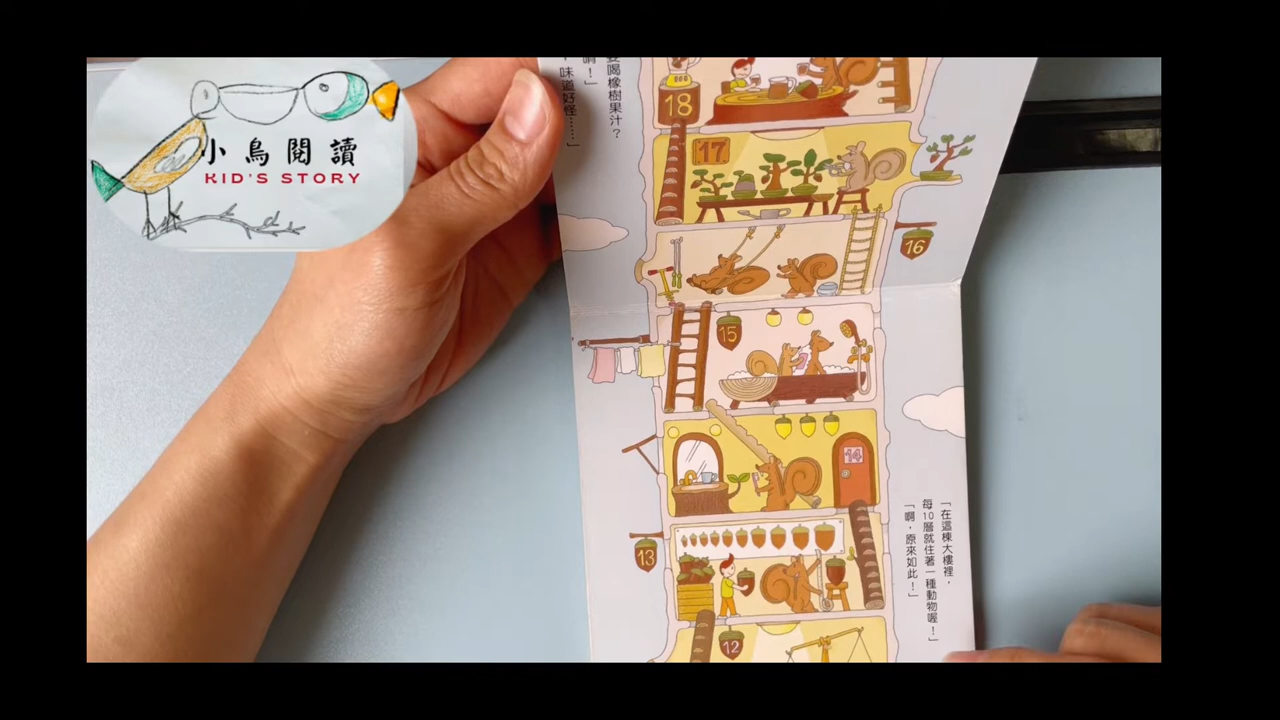 小鳥閱讀
KID'S STORY
要喝橡樹果汁？
唷！」
，味道好怪……」
18
17
16
15
14
13
12
「在這棟大樓裡，
每10層就住著一種動物喔！」
「啊，原來如此！」